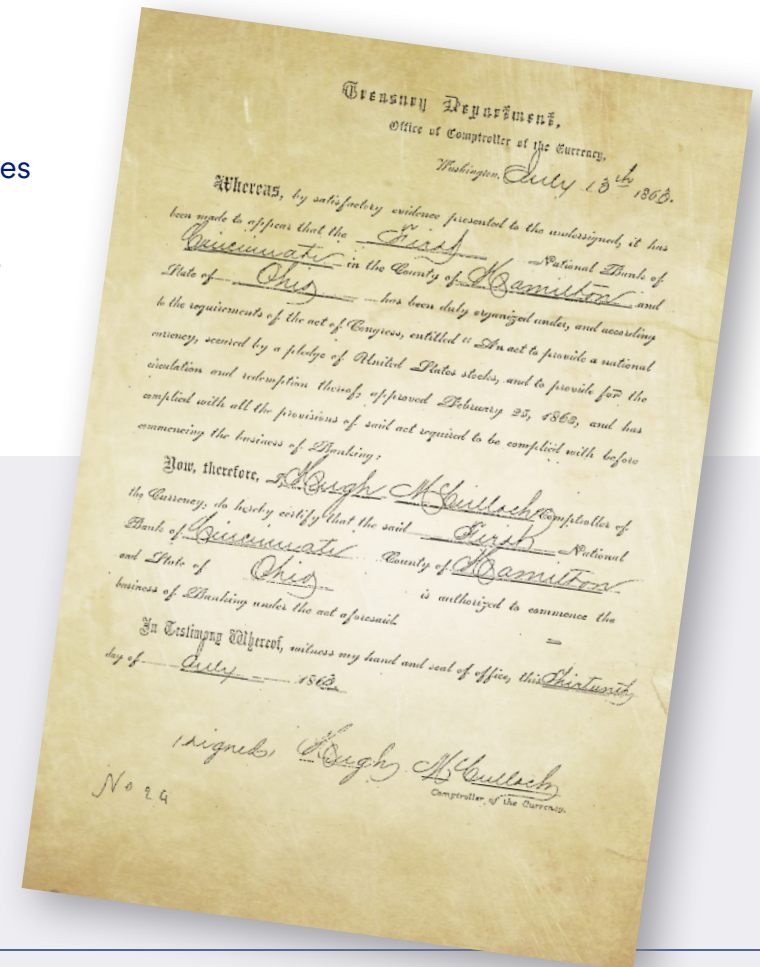 es
Treasury Department,
Office of Comptroller of the Currency,
Washington, July 13th 1863.
Whereas, by satisfactory evidence presented to the undersigned, it has
been made to appear that the First National Bank of
Cincinnati in the County of Hamilton and
State of Ohio has been duly organized under, and according
to the requirements of the act of Congress, entitled "An act to provide a national
currency, secured by a pledge of United States stocks, and to provide for the
circulation and redemption thereof, approved February 25, 1863, and has
complied with all the provisions of said act required to be complied with before
commencing the business of Banking:
Now, therefore, I Hugh McCulloch Comptroller of
the Currency, do hereby certify that the said First National
Bank of Cincinnati County of Hamilton
and State of Ohio is authorized to commence the
business of Banking under the act aforesaid.
In Testimony Whereof, witness my hand and seal of office, this Thirteenth
day of July 1863.
signed, Hugh McCulloch
Comptroller of the Currency.
No 24